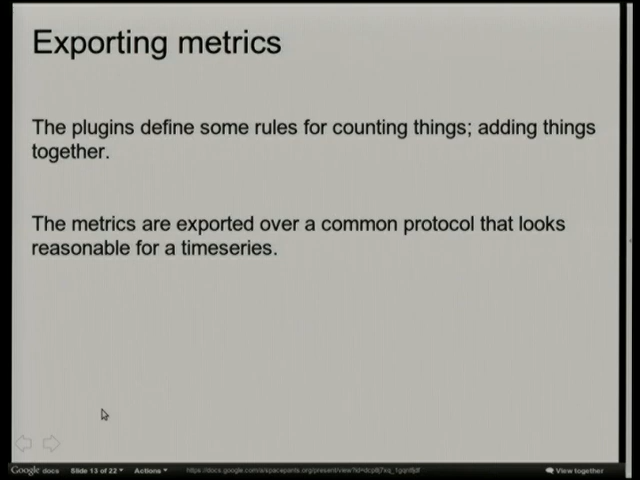 Exporting metrics
The plugins define some rules for counting things; adding things
together.
The metrics are exported over a common protocol that looks
reasonable for a timeseries.
Google docs Slide 13 of 22 Actions View together